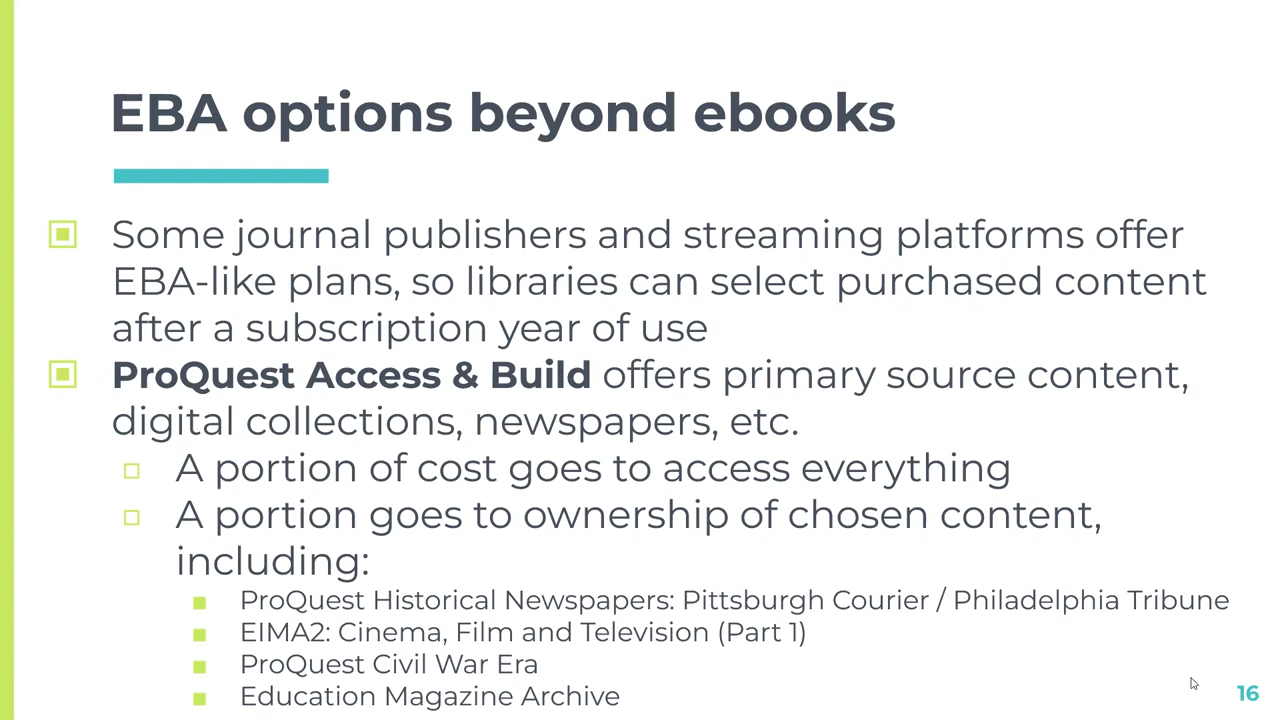 EBA options beyond ebooks
Some journal publishers and streaming platforms offer
EBA-like plans, so libraries can select purchased content
after a subscription year of use
ProQuest Access & Build offers primary source content,
digital collections, newspapers, etc.
A portion of cost goes to access everything
A portion goes to ownership of chosen content,
including:
ProQuest Historical Newspapers: Pittsburgh Courier / Philadelphia Tribune
EIMA2: Cinema, Film and Television (Part 1)
ProQuest Civil War Era
Education Magazine Archive
16